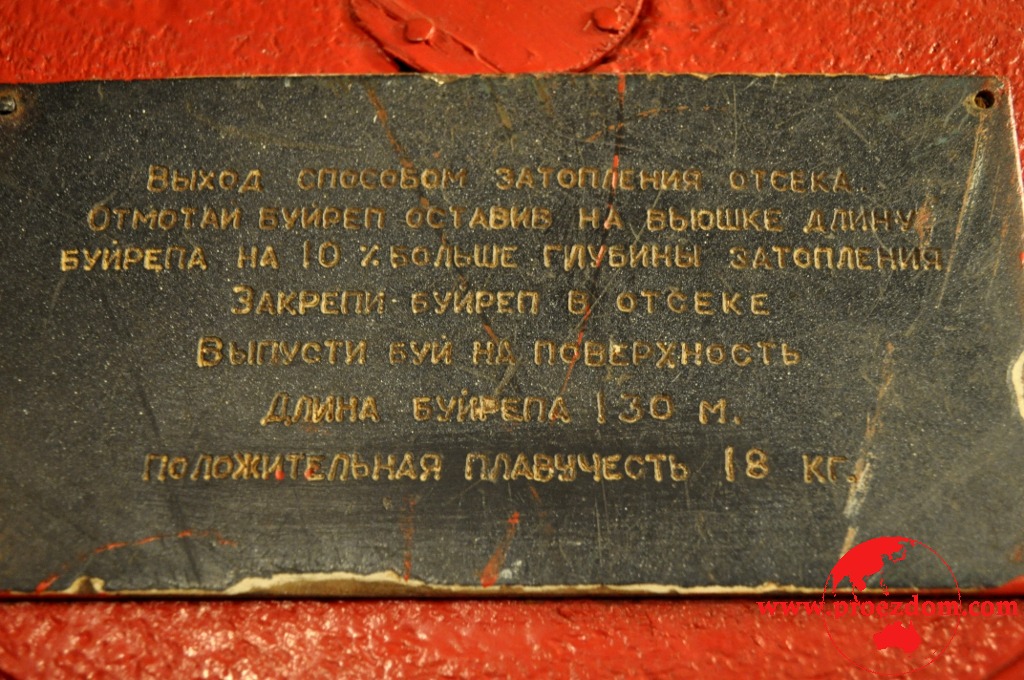 Выход способом затопления отсека.
Отмотай буйреп оставив на вьюшке длину
буйрепа на 10 % больше глубины затопления
Закрепи буйреп в отсеке
Выпусти буй на поверхность
Длина буйрепа 130 м.
положительная плавучесть 18 кг.
www.proezdom.com